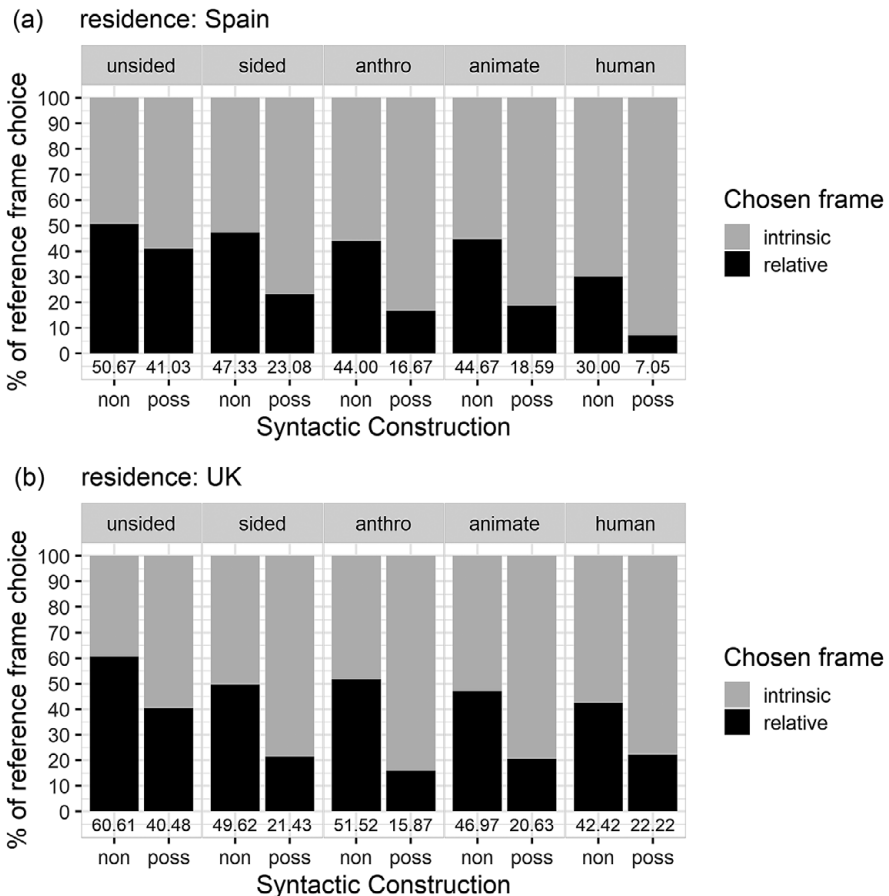 (a) residence: Spain
unsided sided anthro animate human
% of reference frame choice
100
90
80
70
60
50
40
30
20
10
0
50.67 41.03 47.33 23.08 44.00 16.67 44.67 18.59 30.00 7.05
non poss non poss non poss non poss non poss
Syntactic Construction
Chosen frame
intrinsic
relative
(b) residence: UK
unsided sided anthro animate human
% of reference frame choice
100
90
80
70
60
50
40
30
20
10
0
60.61 40.48 49.62 21.43 51.52 15.87 46.97 20.63 42.42 22.22
non poss non poss non poss non poss non poss
Syntactic Construction
Chosen frame
intrinsic
relative